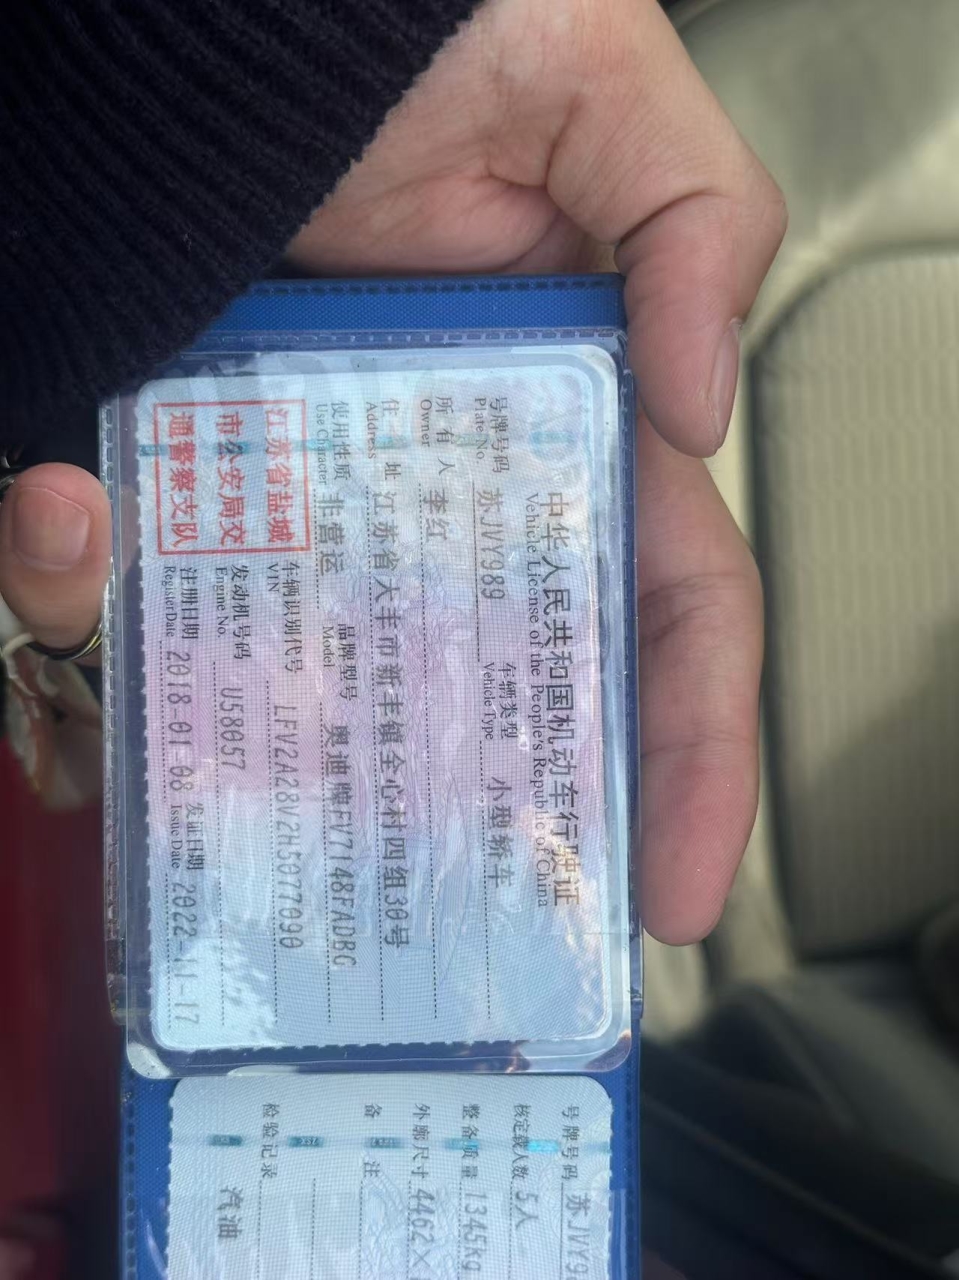 中华人民共和国机动车行驶证
Vehicle License of the People's Republic of China
号牌号码 苏JVY989 车辆类型 小型轿车
Plate No. Vehicle Type
所有人 李红
Owner
住址 江苏省大丰市新丰镇全心村四组30号
Address
使用性质 非营运 品牌型号 奥迪牌FV7148FADBG
Use Character Model
江苏省盐城
市公安局交
通警察支队
车辆识别代号 LFV2A28V2H5077090
VIN
发动机号码 U58057
Engine No.
注册日期 2018-01-08 发证日期 2022-11-17
Register Date Issue Date
号牌号码 苏JVY9
核定载人数 5人
整备质量 1345kg
外廓尺寸 4462×
备注
检验记录
汽油